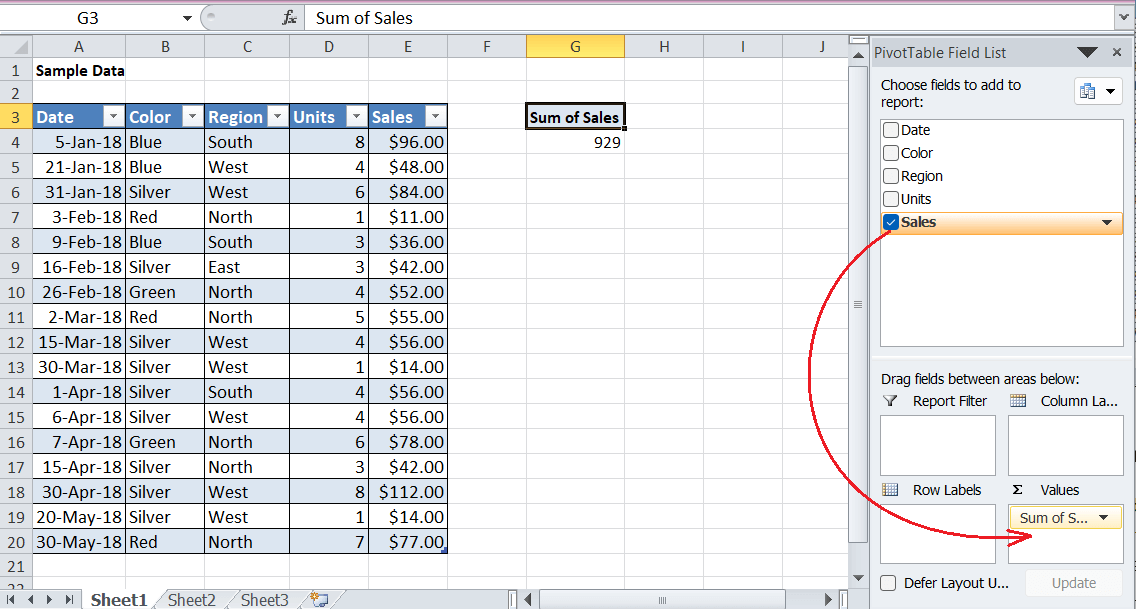 G3 fx Sum of Sales
A B C D E F G H I J
PivotTable Field List
1 Sample Data
Choose fields to add to
report:
2
3 Date Color Region Units Sales Sum of Sales
4 5-Jan-18 Blue South 8 $96.00 929
5 21-Jan-18 Blue West 4 $48.00
6 31-Jan-18 Silver West 6 $84.00
7 3-Feb-18 Red North 1 $11.00
8 9-Feb-18 Blue South 3 $36.00
9 16-Feb-18 Silver East 3 $42.00
10 26-Feb-18 Green North 4 $52.00
11 2-Mar-18 Red North 5 $55.00
12 15-Mar-18 Silver West 4 $56.00
13 30-Mar-18 Silver West 1 $14.00
14 1-Apr-18 Silver South 4 $56.00
15 6-Apr-18 Silver West 4 $56.00
16 7-Apr-18 Green North 6 $78.00
17 15-Apr-18 Silver North 3 $42.00
18 30-Apr-18 Silver West 8 $112.00
19 20-May-18 Silver West 1 $14.00
20 30-May-18 Red North 7 $77.00
21
22
Date
Color
Region
Units
Sales
Drag fields between areas below:
Report Filter Column La...
Row Labels Σ Values
Sum of S...
Defer Layout U... Update
Sheet1 Sheet2 Sheet3